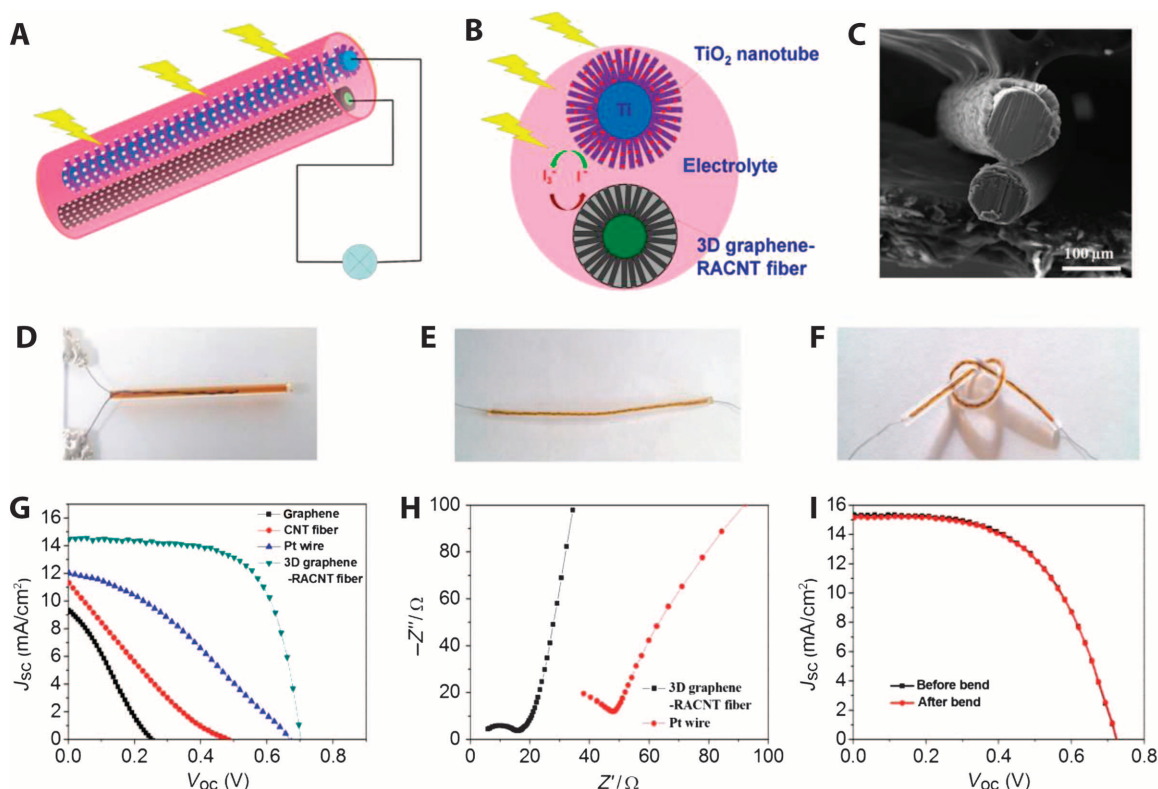 A
B
TiO₂ nanotube
Ti
Electrolyte
I₃⁻ I⁻
3D graphene-
RACNT fiber
C
100 μm
D
E
F
G
Graphene
CNT fiber
Pt wire
3D graphene
-RACNT fiber
16
14
12
10
8
6
4
2
0
Jsc (mA/cm²)
0.0 0.2 0.4 0.6 0.8
Voc (V)
H
100
80
60
40
20
0
−Z″/Ω
3D graphene
-RACNT fiber
Pt wire
0 20 40 60 80 100
Z′/Ω
I
16
14
12
10
8
6
4
2
0
Jsc (mA/cm²)
Before bend
After bend
0.0 0.2 0.4 0.6 0.8
Voc (V)